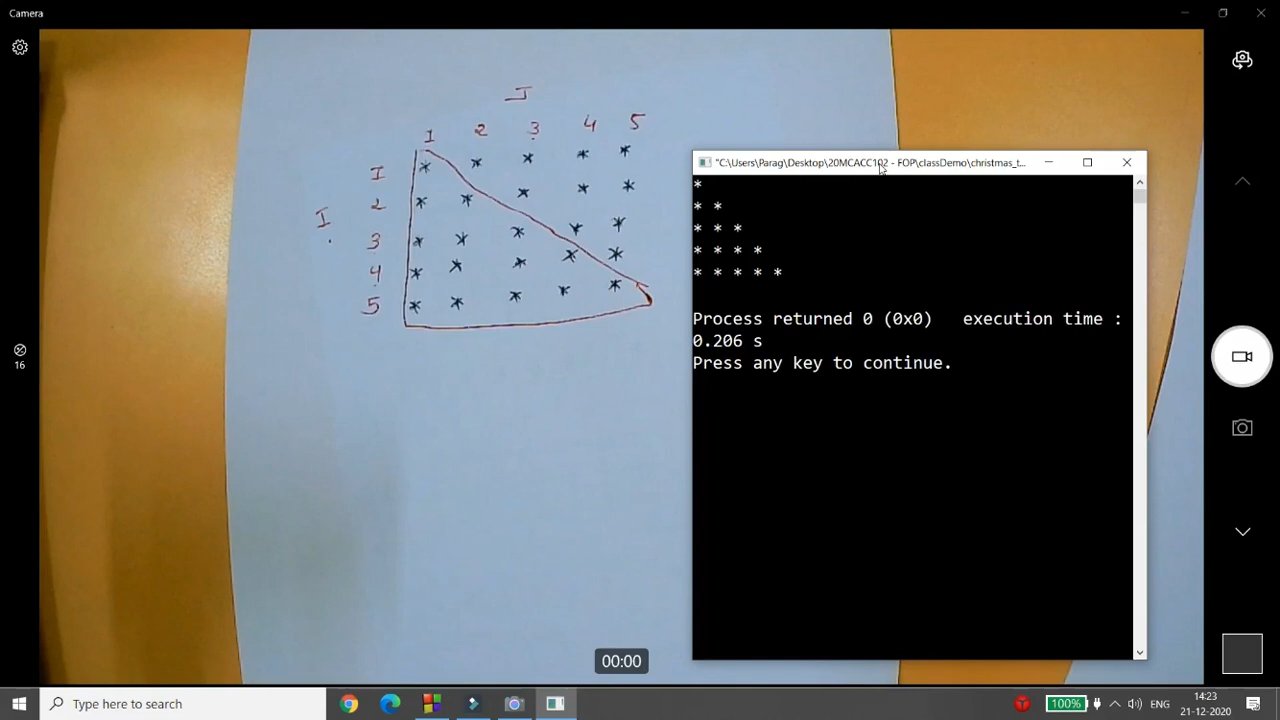 Camera
J
1 2 3 4 5
I * * * * *
2 * * * * *
I
3 * * * * *
4 * * * * *
5 * * * * *
"C:\Users\Parag\Desktop\20MCACC102 - FOP\classDemo\christmas_t...
*
* *
* * *
* * * *
* * * * *
Process returned 0 (0x0) execution time :
0.206 s
Press any key to continue.
16
00:00
Type here to search
100%
ENG
14:23
21-12-2020